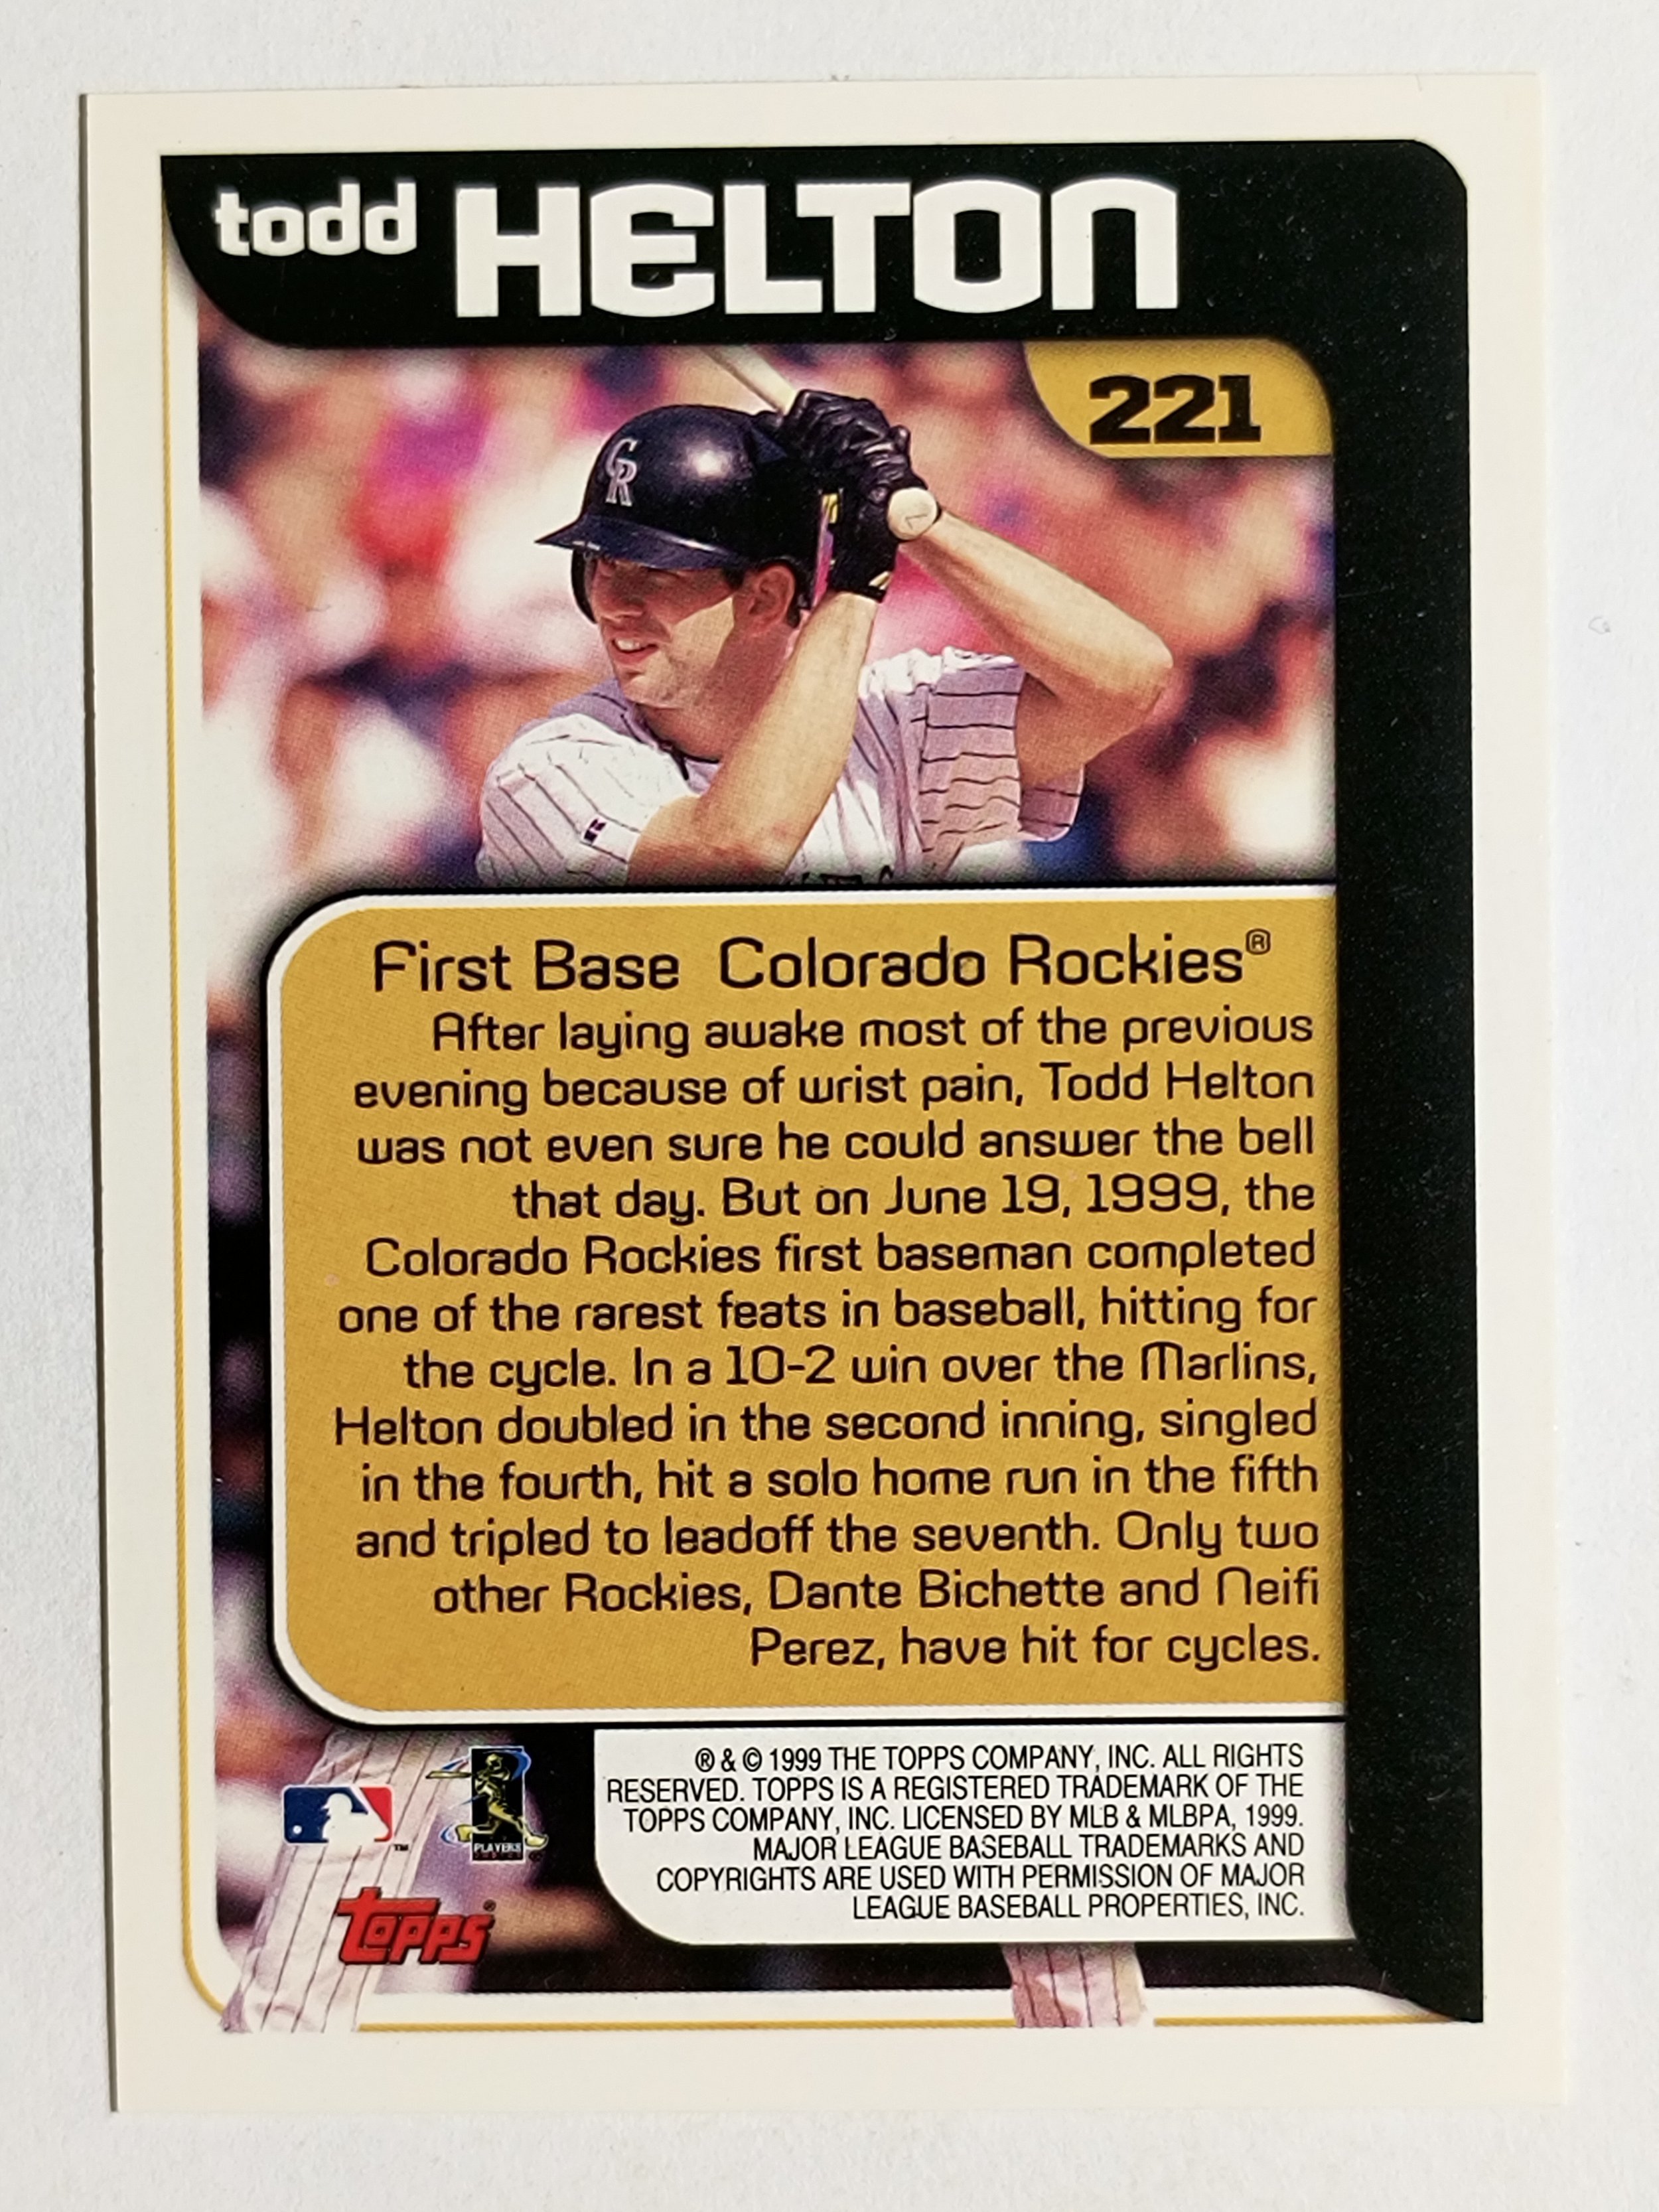 todd HELTON
221
CR
First Base Colorado Rockies®
After laying awake most of the previous
evening because of wrist pain, Todd Helton
was not even sure he could answer the bell
that day. But on June 19, 1999, the
Colorado Rockies first baseman completed
one of the rarest feats in baseball, hitting for
the cycle. In a 10-2 win over the Marlins,
Helton doubled in the second inning, singled
in the fourth, hit a solo home run in the fifth
and tripled to leadoff the seventh. Only two
other Rockies, Dante Bichette and Neifi
Perez, have hit for cycles.
® & © 1999 THE TOPPS COMPANY, INC. ALL RIGHTS
RESERVED. TOPPS IS A REGISTERED TRADEMARK OF THE
TOPPS COMPANY, INC. LICENSED BY MLB & MLBPA, 1999.
MAJOR LEAGUE BASEBALL TRADEMARKS AND
COPYRIGHTS ARE USED WITH PERMISSION OF MAJOR
LEAGUE BASEBALL PROPERTIES, INC.
TM
PLAYERS
Topps®